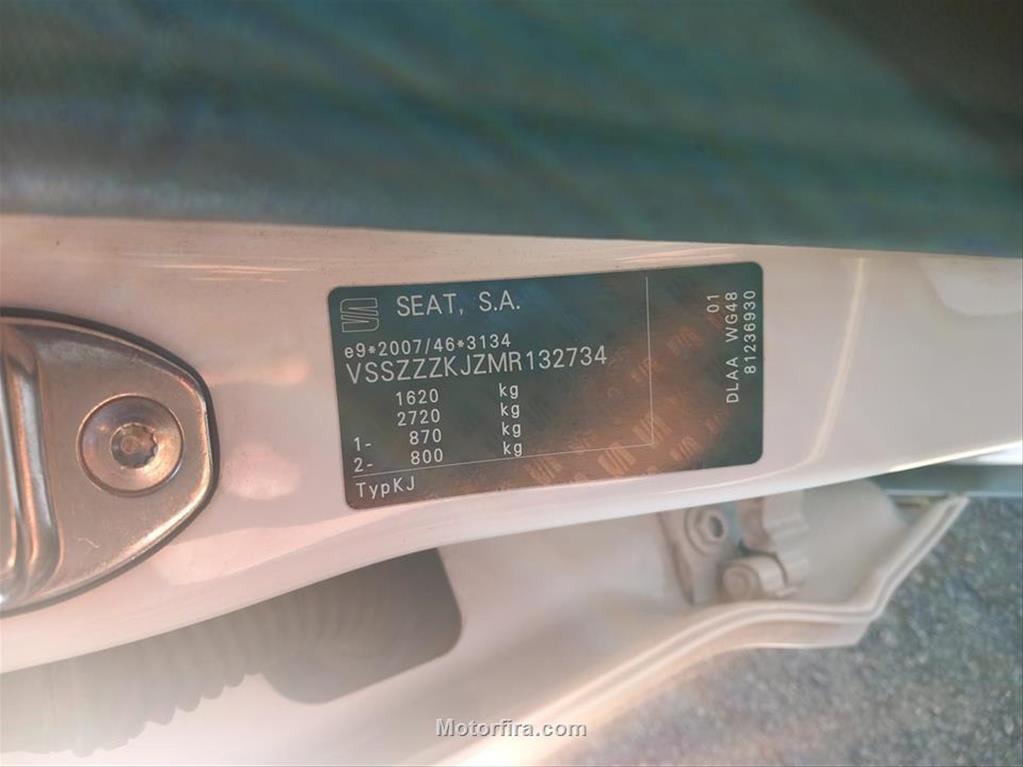 SEAT, S.A.
e9*2007/46*3134
VSSZZZKJZMR132734
1620 kg
2720 kg
1- 870 kg
2- 800 kg
TypKJ
01
DLAA WG48
81236930
Motorfira.com